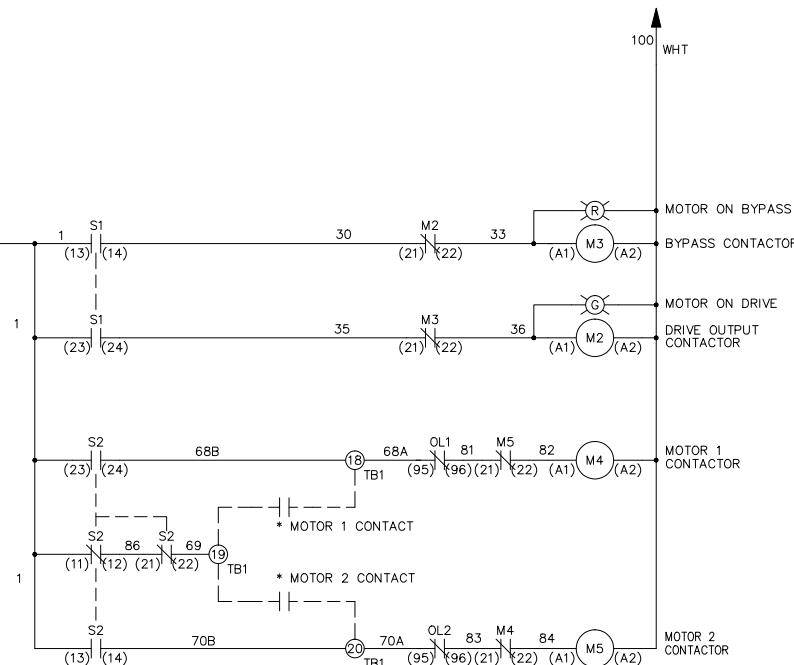 100
WHT
R
MOTOR ON BYPASS
1
S1
30
M2
33
(13)
(14)
(21)
(22)
(A1)
M3
(A2)
BYPASS CONTACTOR
G
MOTOR ON DRIVE
1
S1
35
M3
36
(23)
(24)
(21)
(22)
(A1)
M2
(A2)
DRIVE OUTPUT
CONTACTOR
S2
68B
18
68A
OL1
81
M5
82
(23)
(24)
TB1
(95)
(96)
(21)
(22)
(A1)
M4
(A2)
MOTOR 1
CONTACTOR
* MOTOR 1 CONTACT
S2
86
S2
69
19
(11)
(12)
(21)
(22)
TB1
1
* MOTOR 2 CONTACT
S2
70B
20
70A
OL2
83
M4
84
(13)
(14)
TB1
(95)
(96)
(21)
(22)
(A1)
M5
(A2)
MOTOR 2
CONTACTOR